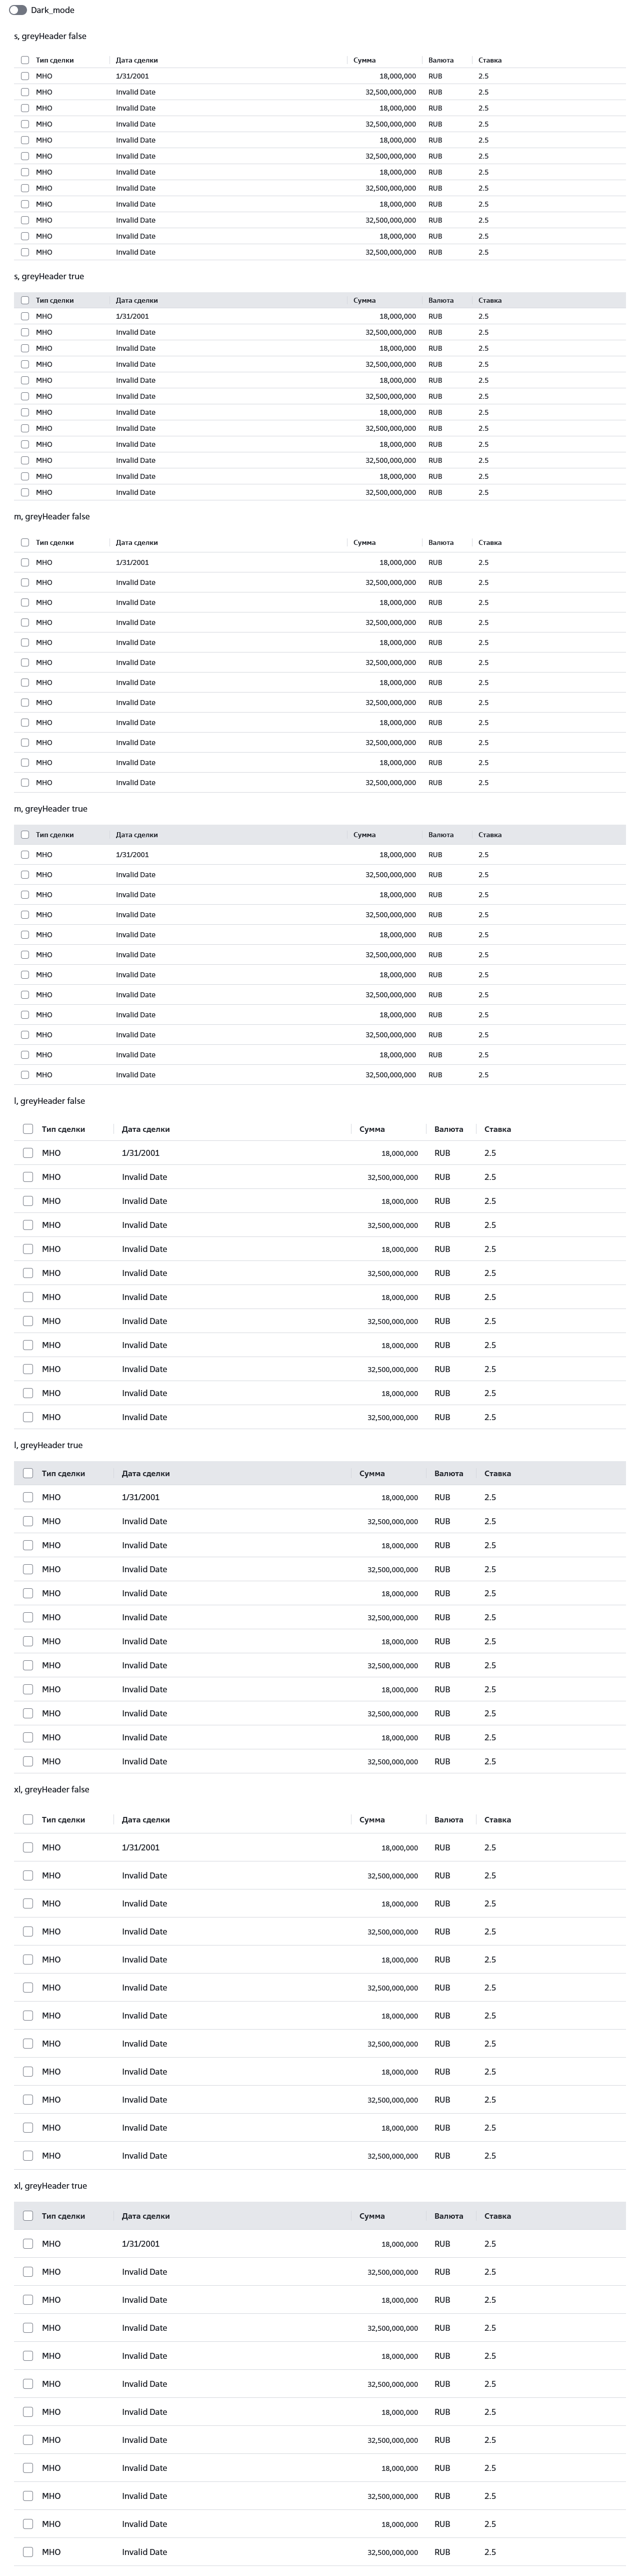 Dark_mode
s, greyHeader false
Тип сделки Дата сделки Сумма Валюта Ставка
МНО 1/31/2001 18,000,000 RUB 2.5
МНО Invalid Date 32,500,000,000 RUB 2.5
МНО Invalid Date 18,000,000 RUB 2.5
МНО Invalid Date 32,500,000,000 RUB 2.5
МНО Invalid Date 18,000,000 RUB 2.5
МНО Invalid Date 32,500,000,000 RUB 2.5
МНО Invalid Date 18,000,000 RUB 2.5
МНО Invalid Date 32,500,000,000 RUB 2.5
МНО Invalid Date 18,000,000 RUB 2.5
МНО Invalid Date 32,500,000,000 RUB 2.5
МНО Invalid Date 18,000,000 RUB 2.5
МНО Invalid Date 32,500,000,000 RUB 2.5
s, greyHeader true
Тип сделки Дата сделки Сумма Валюта Ставка
МНО 1/31/2001 18,000,000 RUB 2.5
МНО Invalid Date 32,500,000,000 RUB 2.5
МНО Invalid Date 18,000,000 RUB 2.5
МНО Invalid Date 32,500,000,000 RUB 2.5
МНО Invalid Date 18,000,000 RUB 2.5
МНО Invalid Date 32,500,000,000 RUB 2.5
МНО Invalid Date 18,000,000 RUB 2.5
МНО Invalid Date 32,500,000,000 RUB 2.5
МНО Invalid Date 18,000,000 RUB 2.5
МНО Invalid Date 32,500,000,000 RUB 2.5
МНО Invalid Date 18,000,000 RUB 2.5
МНО Invalid Date 32,500,000,000 RUB 2.5
m, greyHeader false
Тип сделки Дата сделки Сумма Валюта Ставка
МНО 1/31/2001 18,000,000 RUB 2.5
МНО Invalid Date 32,500,000,000 RUB 2.5
МНО Invalid Date 18,000,000 RUB 2.5
МНО Invalid Date 32,500,000,000 RUB 2.5
МНО Invalid Date 18,000,000 RUB 2.5
МНО Invalid Date 32,500,000,000 RUB 2.5
МНО Invalid Date 18,000,000 RUB 2.5
МНО Invalid Date 32,500,000,000 RUB 2.5
МНО Invalid Date 18,000,000 RUB 2.5
МНО Invalid Date 32,500,000,000 RUB 2.5
МНО Invalid Date 18,000,000 RUB 2.5
МНО Invalid Date 32,500,000,000 RUB 2.5
m, greyHeader true
Тип сделки Дата сделки Сумма Валюта Ставка
МНО 1/31/2001 18,000,000 RUB 2.5
МНО Invalid Date 32,500,000,000 RUB 2.5
МНО Invalid Date 18,000,000 RUB 2.5
МНО Invalid Date 32,500,000,000 RUB 2.5
МНО Invalid Date 18,000,000 RUB 2.5
МНО Invalid Date 32,500,000,000 RUB 2.5
МНО Invalid Date 18,000,000 RUB 2.5
МНО Invalid Date 32,500,000,000 RUB 2.5
МНО Invalid Date 18,000,000 RUB 2.5
МНО Invalid Date 32,500,000,000 RUB 2.5
МНО Invalid Date 18,000,000 RUB 2.5
МНО Invalid Date 32,500,000,000 RUB 2.5
l, greyHeader false
Тип сделки Дата сделки Сумма Валюта Ставка
МНО 1/31/2001 18,000,000 RUB 2.5
МНО Invalid Date 32,500,000,000 RUB 2.5
МНО Invalid Date 18,000,000 RUB 2.5
МНО Invalid Date 32,500,000,000 RUB 2.5
МНО Invalid Date 18,000,000 RUB 2.5
МНО Invalid Date 32,500,000,000 RUB 2.5
МНО Invalid Date 18,000,000 RUB 2.5
МНО Invalid Date 32,500,000,000 RUB 2.5
МНО Invalid Date 18,000,000 RUB 2.5
МНО Invalid Date 32,500,000,000 RUB 2.5
МНО Invalid Date 18,000,000 RUB 2.5
МНО Invalid Date 32,500,000,000 RUB 2.5
l, greyHeader true
Тип сделки Дата сделки Сумма Валюта Ставка
МНО 1/31/2001 18,000,000 RUB 2.5
МНО Invalid Date 32,500,000,000 RUB 2.5
МНО Invalid Date 18,000,000 RUB 2.5
МНО Invalid Date 32,500,000,000 RUB 2.5
МНО Invalid Date 18,000,000 RUB 2.5
МНО Invalid Date 32,500,000,000 RUB 2.5
МНО Invalid Date 18,000,000 RUB 2.5
МНО Invalid Date 32,500,000,000 RUB 2.5
МНО Invalid Date 18,000,000 RUB 2.5
МНО Invalid Date 32,500,000,000 RUB 2.5
МНО Invalid Date 18,000,000 RUB 2.5
МНО Invalid Date 32,500,000,000 RUB 2.5
xl, greyHeader false
Тип сделки Дата сделки Сумма Валюта Ставка
МНО 1/31/2001 18,000,000 RUB 2.5
МНО Invalid Date 32,500,000,000 RUB 2.5
МНО Invalid Date 18,000,000 RUB 2.5
МНО Invalid Date 32,500,000,000 RUB 2.5
МНО Invalid Date 18,000,000 RUB 2.5
МНО Invalid Date 32,500,000,000 RUB 2.5
МНО Invalid Date 18,000,000 RUB 2.5
МНО Invalid Date 32,500,000,000 RUB 2.5
МНО Invalid Date 18,000,000 RUB 2.5
МНО Invalid Date 32,500,000,000 RUB 2.5
МНО Invalid Date 18,000,000 RUB 2.5
МНО Invalid Date 32,500,000,000 RUB 2.5
xl, greyHeader true
Тип сделки Дата сделки Сумма Валюта Ставка
МНО 1/31/2001 18,000,000 RUB 2.5
МНО Invalid Date 32,500,000,000 RUB 2.5
МНО Invalid Date 18,000,000 RUB 2.5
МНО Invalid Date 32,500,000,000 RUB 2.5
МНО Invalid Date 18,000,000 RUB 2.5
МНО Invalid Date 32,500,000,000 RUB 2.5
МНО Invalid Date 18,000,000 RUB 2.5
МНО Invalid Date 32,500,000,000 RUB 2.5
МНО Invalid Date 18,000,000 RUB 2.5
МНО Invalid Date 32,500,000,000 RUB 2.5
МНО Invalid Date 18,000,000 RUB 2.5
МНО Invalid Date 32,500,000,000 RUB 2.5